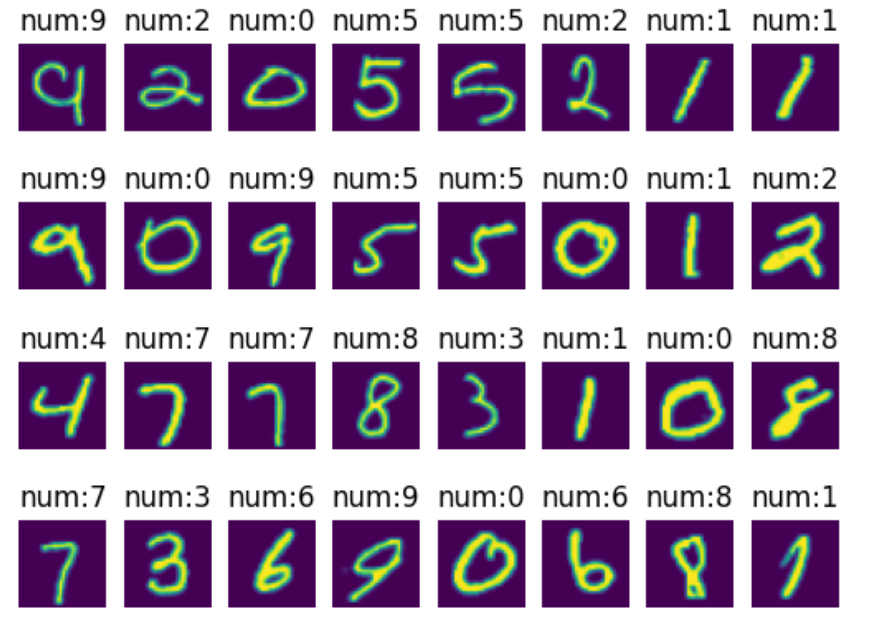 num:9 num:2 num:0 num:5 num:5 num:2 num:1 num:1
9 2 0 5 5 2 1 1
num:9 num:0 num:9 num:5 num:5 num:0 num:1 num:2
9 0 9 5 5 0 1 2
num:4 num:7 num:7 num:8 num:3 num:1 num:0 num:8
4 7 7 8 3 1 0 8
num:7 num:3 num:6 num:9 num:0 num:6 num:8 num:1
7 3 6 9 0 6 8 1